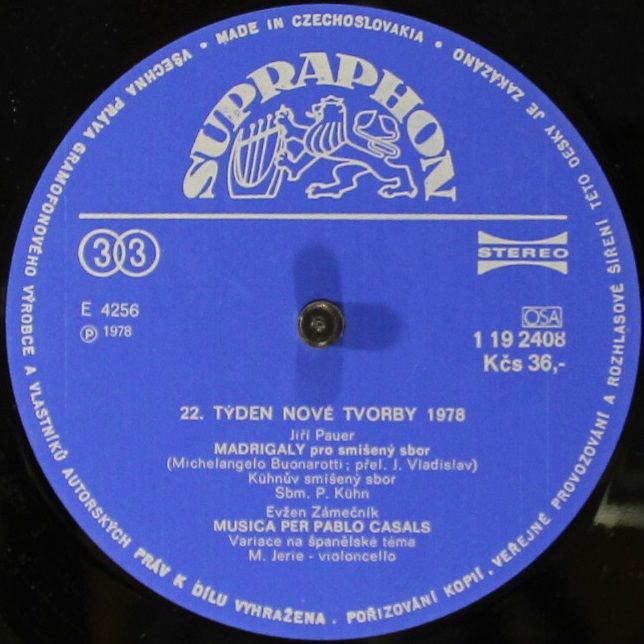 VŠECHNA PRÁVA GRAMOFONOVÉHO VÝROBCE A VLASTNÍKŮ AUTORSKÝCH PRÁV K DÍLU VYHRAŽENA. POŘIZOVÁNÍ KOPIÍ, VEŘEJNÉ PROVOZOVÁNÍ A ROZHLASOVÉ ŠÍŘENÍ TÉTO DESKY JE ZAKÁZÁNO • MADE IN CZECHOSLOVAKIA •
SUPRAPHON
33
STEREO
E 4256
Ⓟ 1978
OSA
1 19 2408
Kčs 36,-
22. TÝDEN NOVÉ TVORBY 1978
Jiří Pauer
MADRIGALY pro smíšený sbor
(Michelangelo Buonarotti; přel. J. Vladislav)
Kühnův smíšený sbor
Sbm. P. Kühn
Evžen Zámečník
MUSICA PER PABLO CASALS
Variace na španělské téma
M. Jerie - violoncello